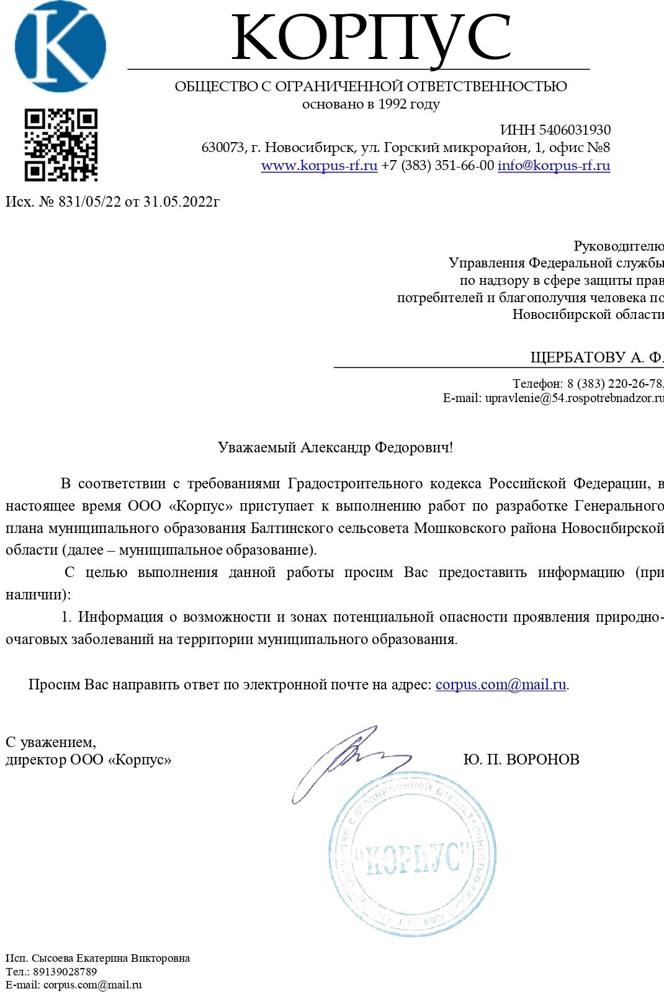 К
КОРПУС
ОБЩЕСТВО С ОГРАНИЧЕННОЙ ОТВЕТСТВЕННОСТЬЮ
основано в 1992 году
ИНН 5406031930
630073, г. Новосибирск, ул. Горский микрорайон, 1, офис №8
www.korpus-rf.ru +7 (383) 351-66-00 info@korpus-rf.ru
Исх. № 831/05/22 от 31.05.2022г
Руководителю
Управления Федеральной службы
по надзору в сфере защиты прав
потребителей и благополучия человека по
Новосибирской области
ЩЕРБАТОВУ А. Ф.
Телефон: 8 (383) 220-26-78,
E-mail: upravlenie@54.rospotrebnadzor.ru
Уважаемый Александр Федорович!
В соответствии с требованиями Градостроительного кодекса Российской Федерации, в
настоящее время ООО «Корпус» приступает к выполнению работ по разработке Генерального
плана муниципального образования Балтинского сельсовета Мошковского района Новосибирской
области (далее – муниципальное образование).
С целью выполнения данной работы просим Вас предоставить информацию (при
наличии):
1. Информация о возможности и зонах потенциальной опасности проявления природно-
очаговых заболеваний на территории муниципального образования.
Просим Вас направить ответ по электронной почте на адрес: corpus.com@mail.ru.
С уважением,
директор ООО «Корпус»
Ю. П. ВОРОНОВ
Общество с ограниченной ответственностью
"КОРПУС"
Исп. Сысоева Екатерина Викторовна
Тел.: 89139028789
E-mail: corpus.com@mail.ru